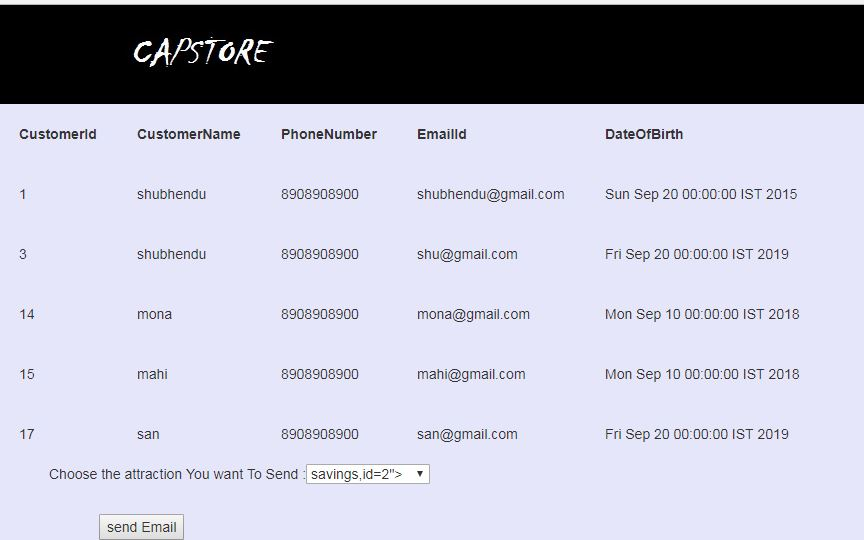 CAPSTORE
CustomerId CustomerName PhoneNumber EmailId DateOfBirth
1 shubhendu 8908908900 shubhendu@gmail.com Sun Sep 20 00:00:00 IST 2015
3 shubhendu 8908908900 shu@gmail.com Fri Sep 20 00:00:00 IST 2019
14 mona 8908908900 mona@gmail.com Mon Sep 10 00:00:00 IST 2018
15 mahi 8908908900 mahi@gmail.com Mon Sep 10 00:00:00 IST 2018
17 san 8908908900 san@gmail.com Fri Sep 20 00:00:00 IST 2019
Choose the attraction You want To Send : savings,id=2">
send Email